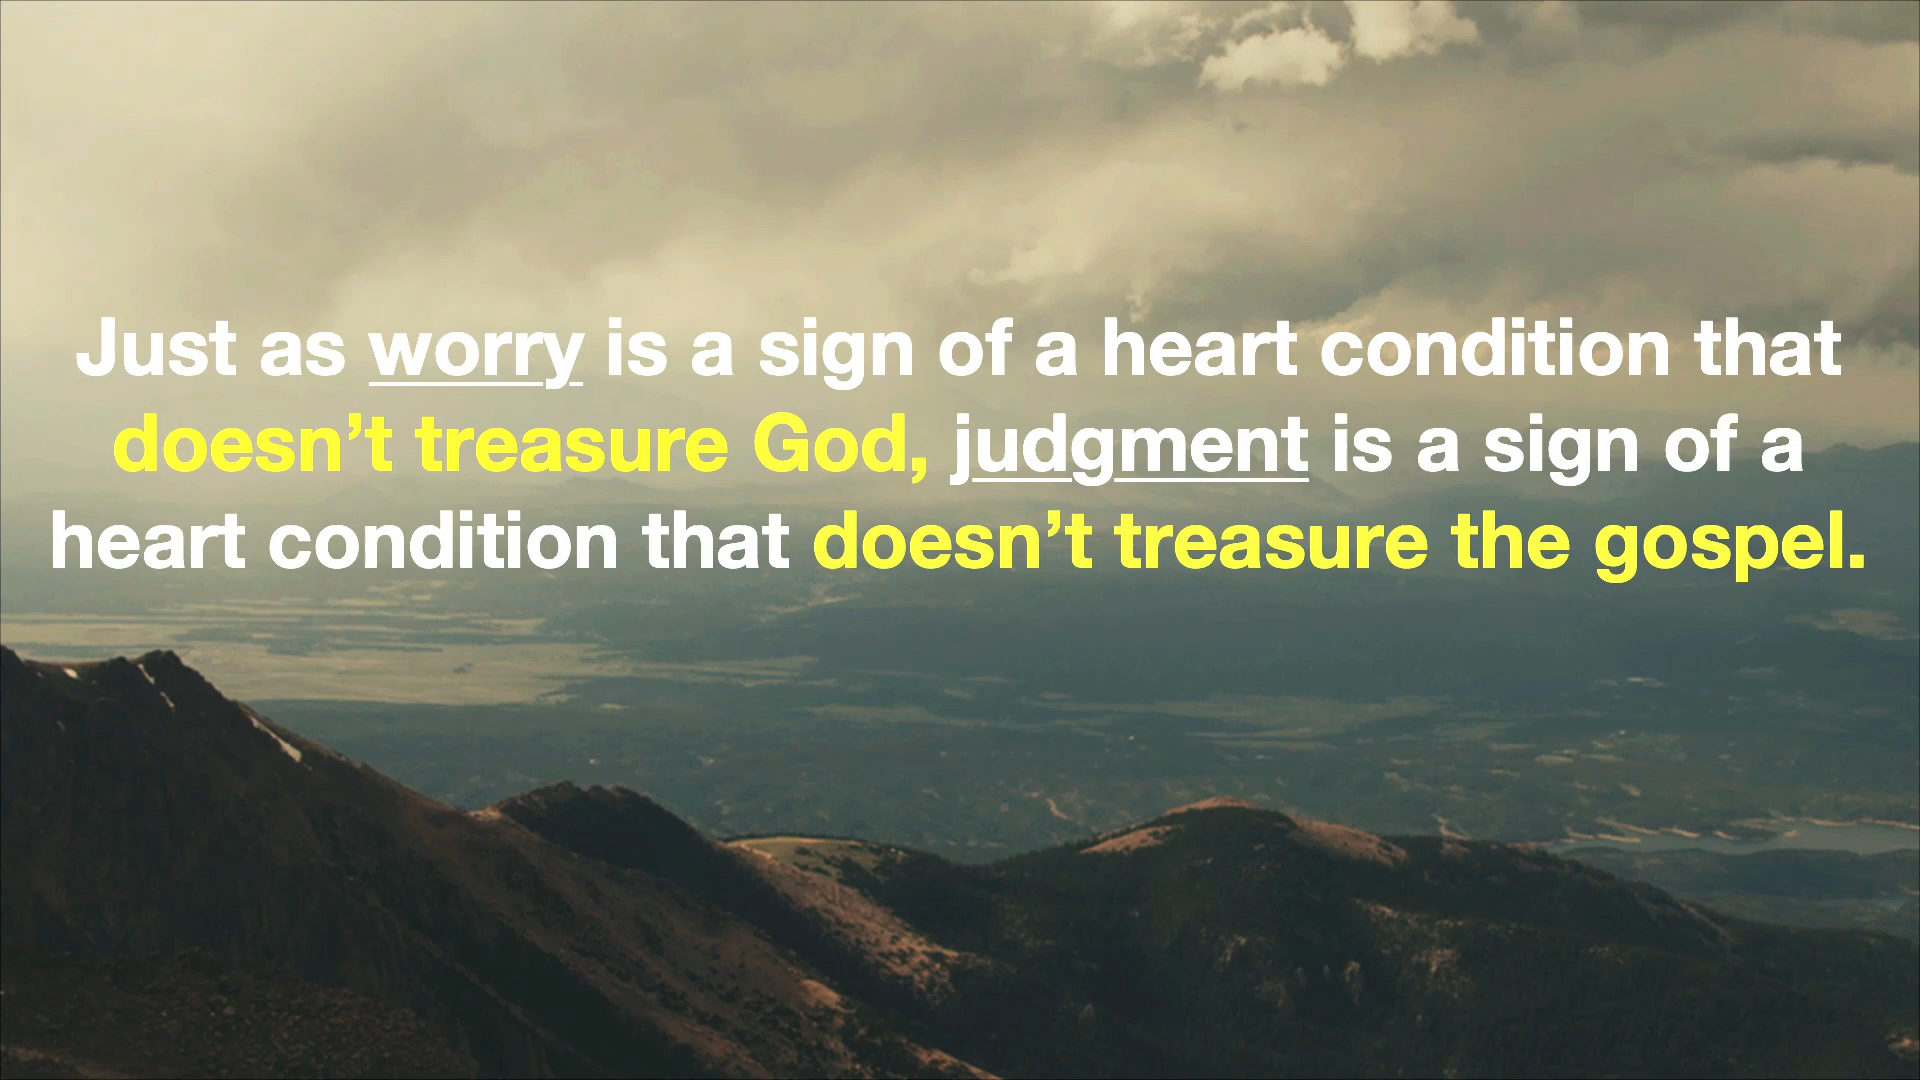 Just as worry is a sign of a heart condition that
doesn’t treasure God, judgment is a sign of a
heart condition that doesn’t treasure the gospel.